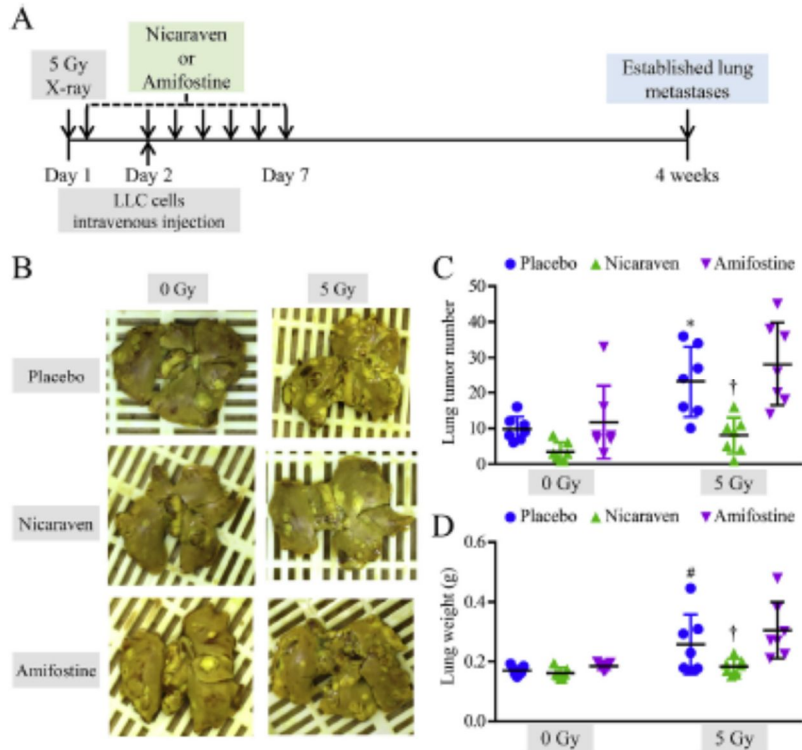 A
5 Gy
X-ray
Nicaraven
or
Amifostine
Established lung
metastases
Day 1
Day 2
Day 7
4 weeks
LLC cells
intravenous injection
B
0 Gy
5 Gy
Placebo
Nicaraven
Amifostine
C
Placebo Nicaraven Amifostine
Lung tumor number
50
40
30
20
10
0
*
†
0 Gy
5 Gy
D
Placebo Nicaraven Amifostine
Lung weight (g)
0.6
0.4
0.2
0.0
#
†
0 Gy
5 Gy